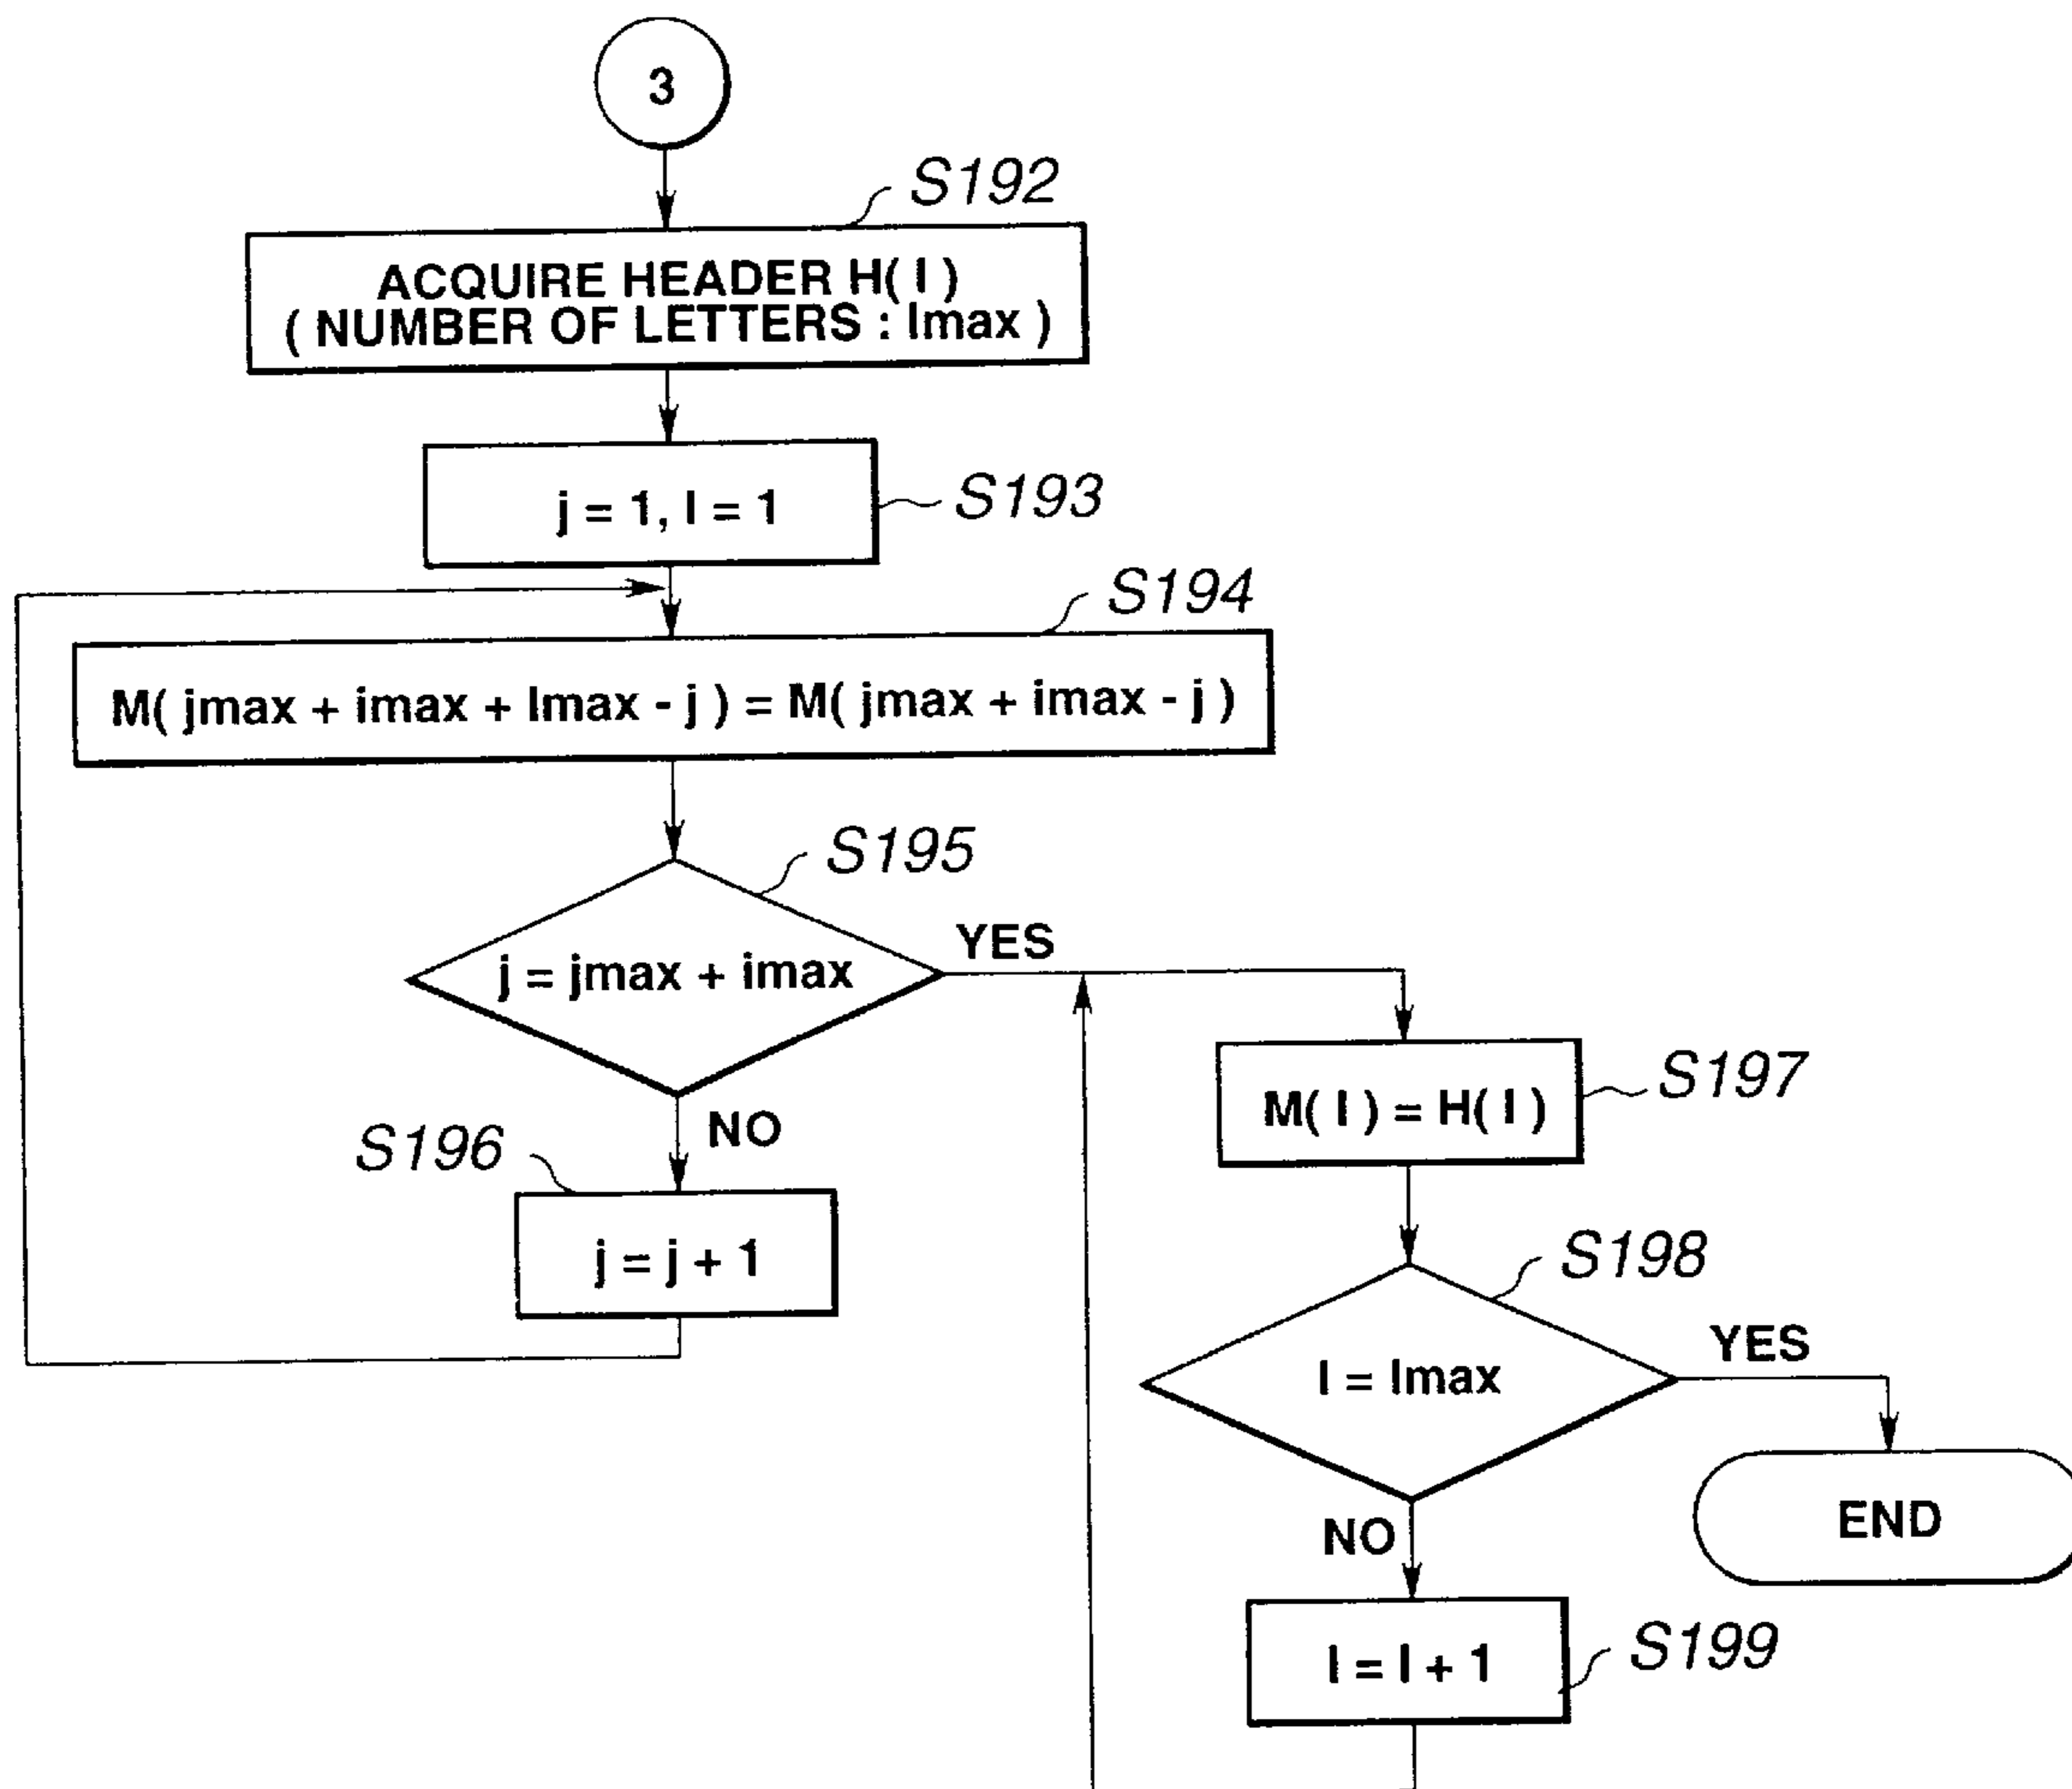 3
S192
ACQUIRE HEADER H( l )
( NUMBER OF LETTERS : lmax )
j = 1, l = 1
S193
S194
M( jmax + imax + lmax - j ) = M( jmax + imax - j )
S195
j = jmax + imax
YES
NO
S196
j = j + 1
M( l ) = H( l )
S197
S198
l = lmax
YES
NO
END
l = l + 1
S199